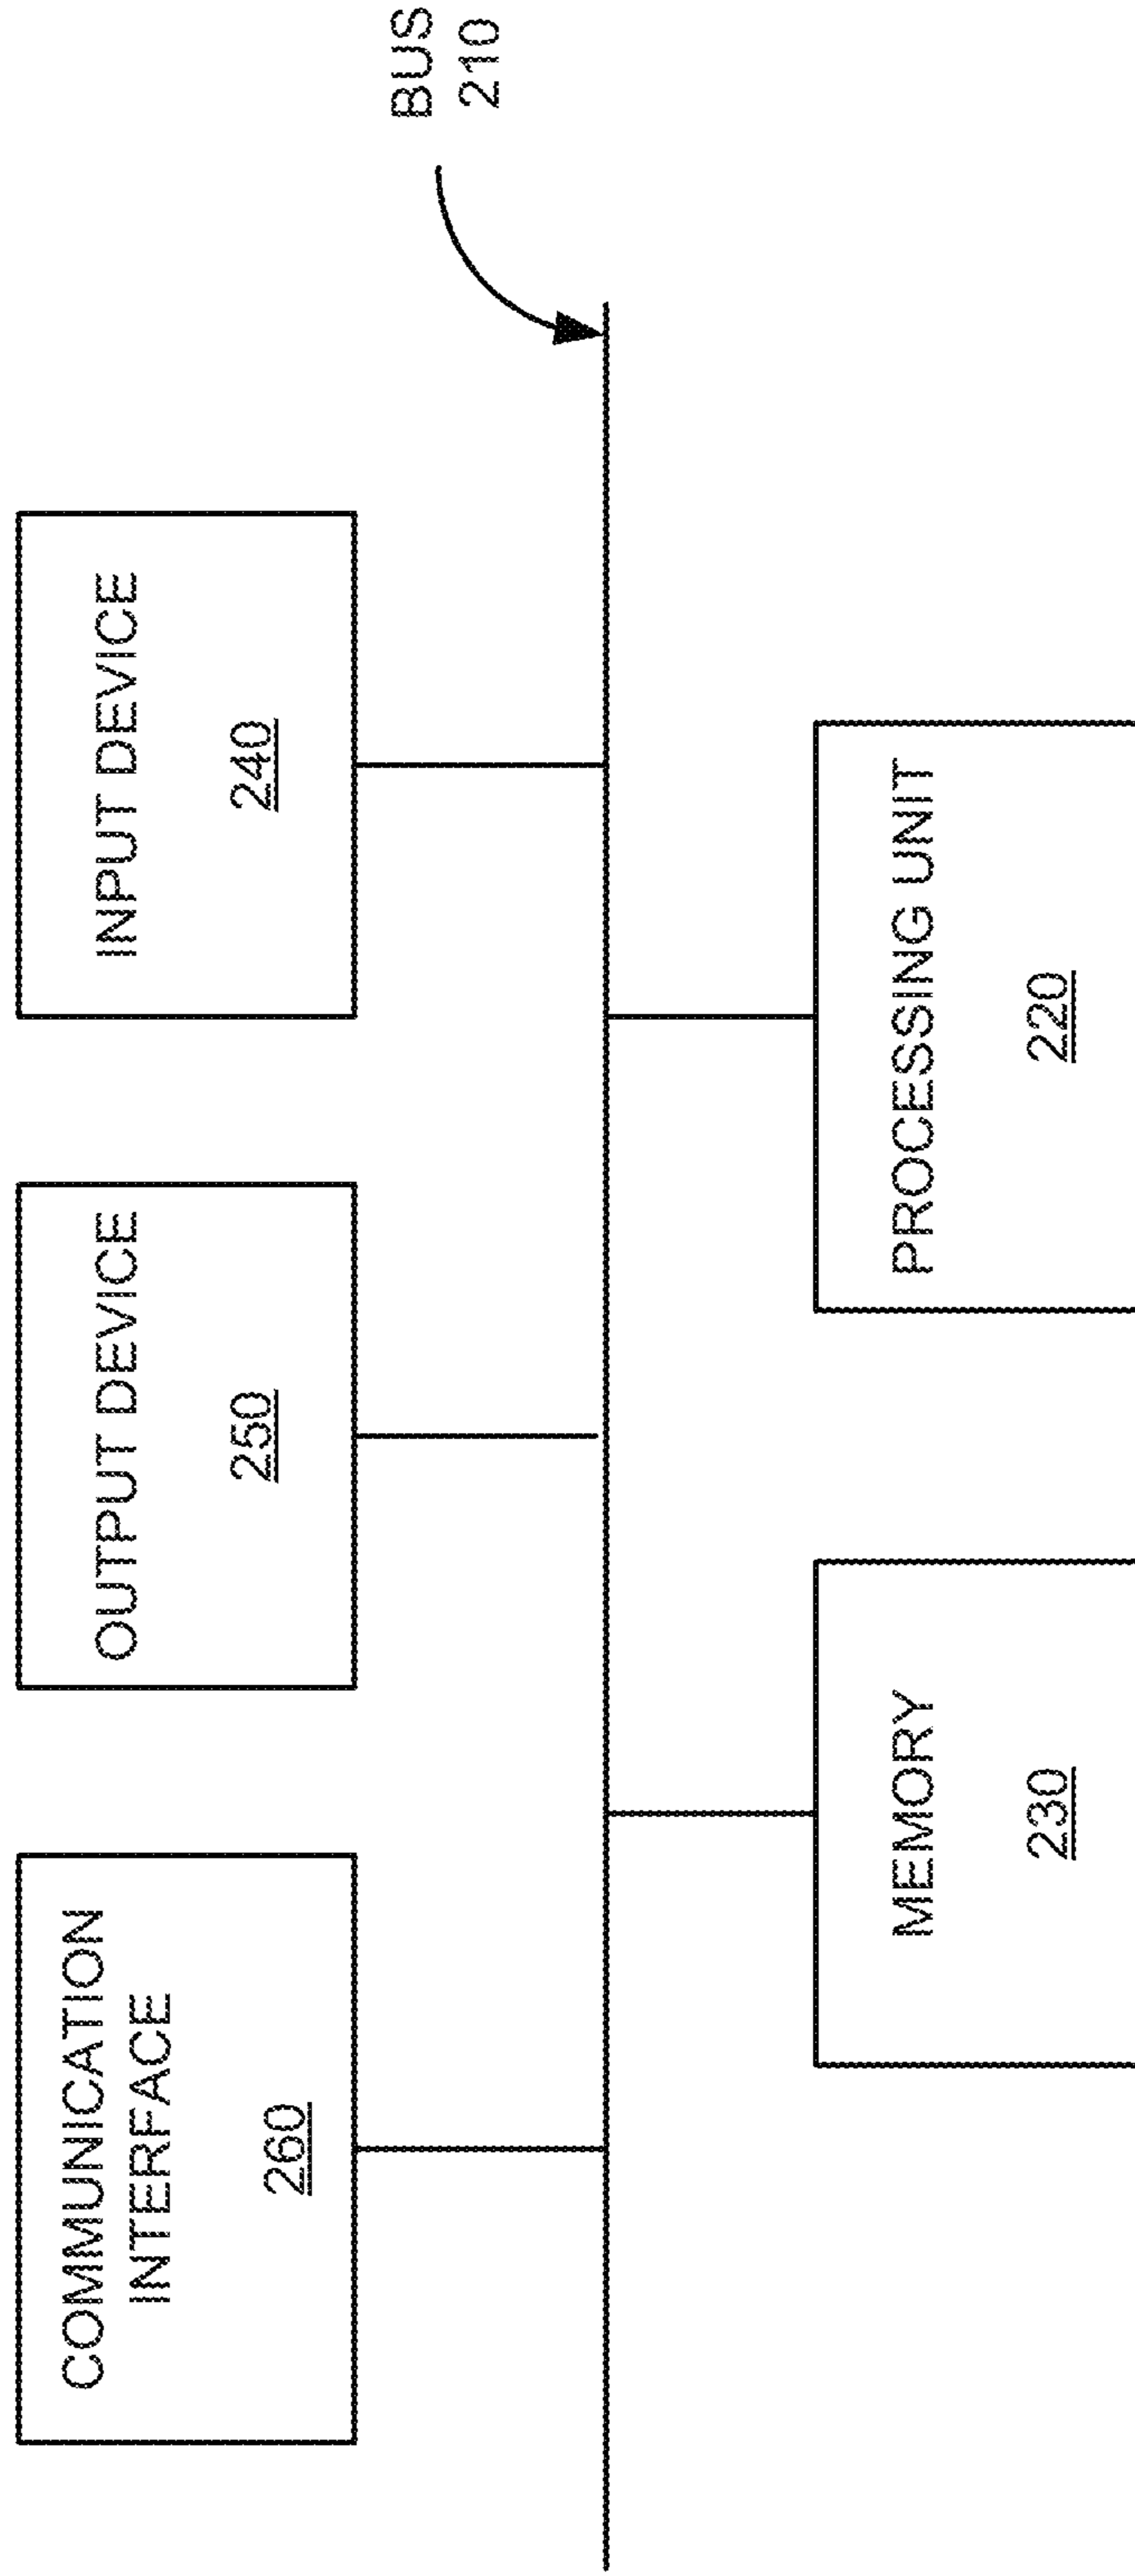 COMMUNICATION
INTERFACE
260
OUTPUT DEVICE
250
INPUT DEVICE
240
BUS
210
MEMORY
230
PROCESSING UNIT
220